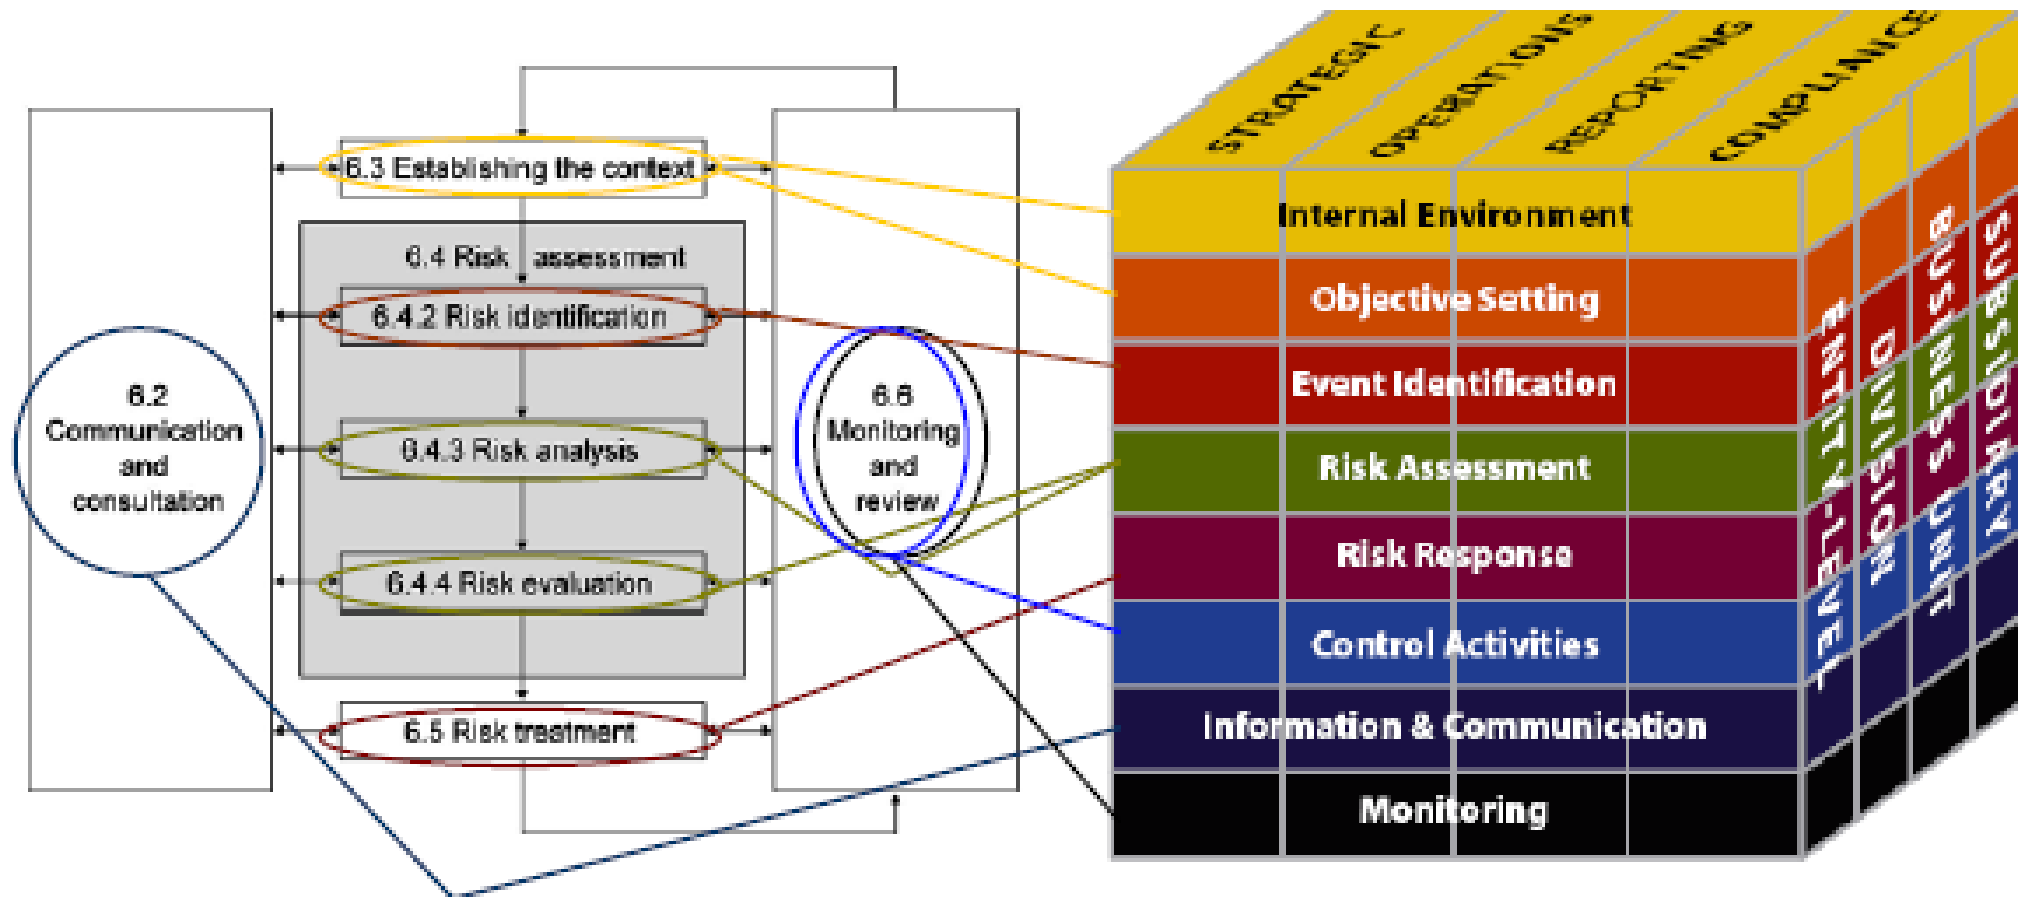 6.3 Establishing the context
6.4 Risk assessment
6.4.2 Risk identification
6.4.3 Risk analysis
6.4.4 Risk evaluation
6.5 Risk treatment
6.2
Communication
and
consultation
6.6
Monitoring
and
review
STRATEGIC
OPERATIONS
REPORTING
COMPLIANCE
Internal Environment
Objective Setting
Event Identification
Risk Assessment
Risk Response
Control Activities
Information & Communication
Monitoring
ENTITY-LEVEL
DIVISION
BUSINESS UNIT
SUBSIDIARY